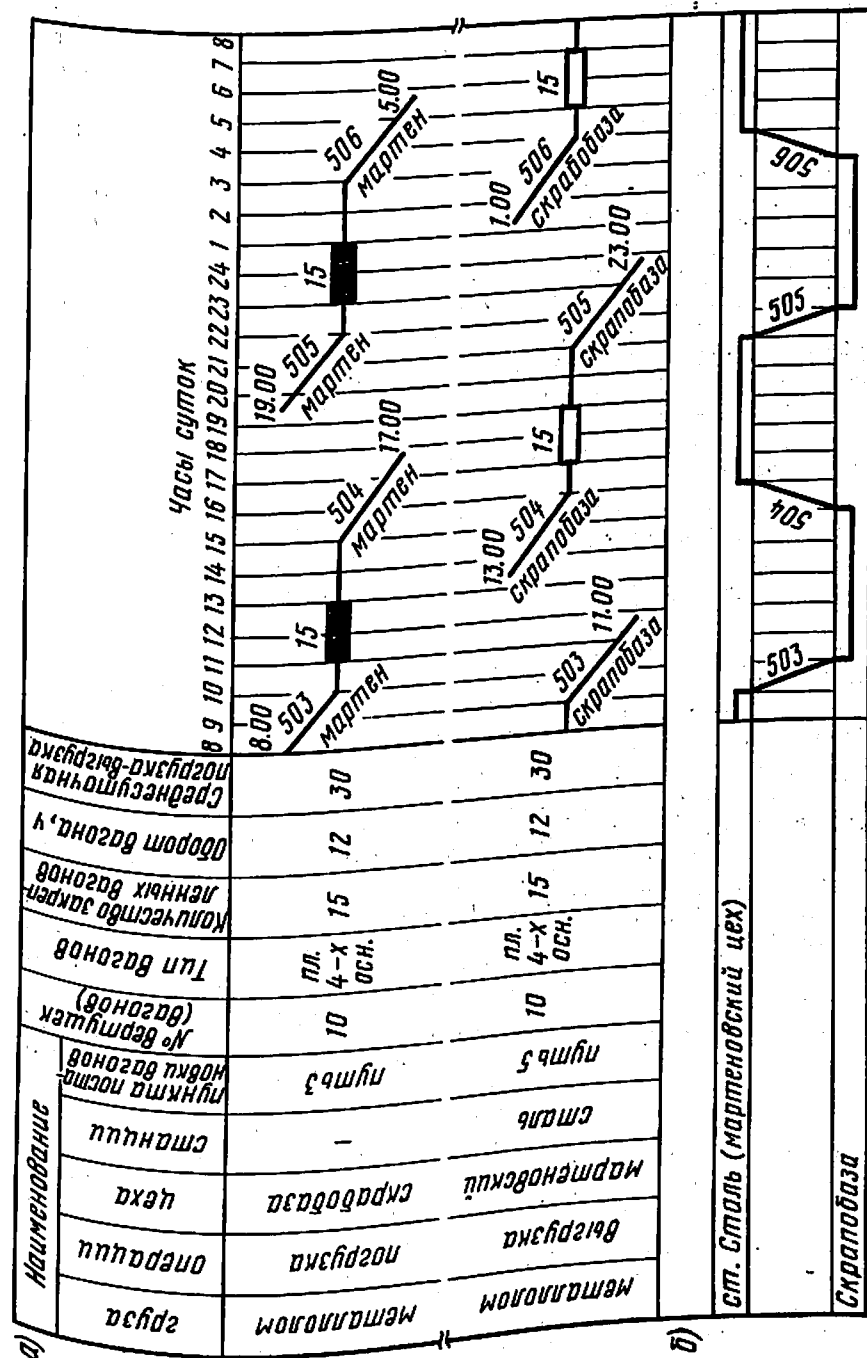 а)
Наименование
груза
операции
цеха
станции
пункта поста-
новки вагонов
№ вертушек
(вагонов)
Тип вагонов
Количество закреп-
ленных вагонов
Оборот вагона, ч
Среднесуточная
погрузка-выгрузка
Часы суток
8 9 10 11 12 13 14 15 16 17 18 19 20 21 22 23 24 1 2 3 4 5 6 7 8
металлолом
погрузка
скрабобаза
—
путь 3
10
пл.
4-х
осн.
15
12
30
8.00
503
мартен
15
504
мартен
17.00
19.00
505
мартен
15
506
мартен
5.00
металлолом
выгрузка
мартеновский
сталь
путь 5
10
пл.
4-х
осн.
15
12
30
503
скрапобаза
11.00
13.00
504
скрапобаза
15
505
скрапобаза
23.00
1.00
506
скрабобаза
15
б)
ст. Сталь (мартеновский цех)
503
504
505
506
Скрапобаза